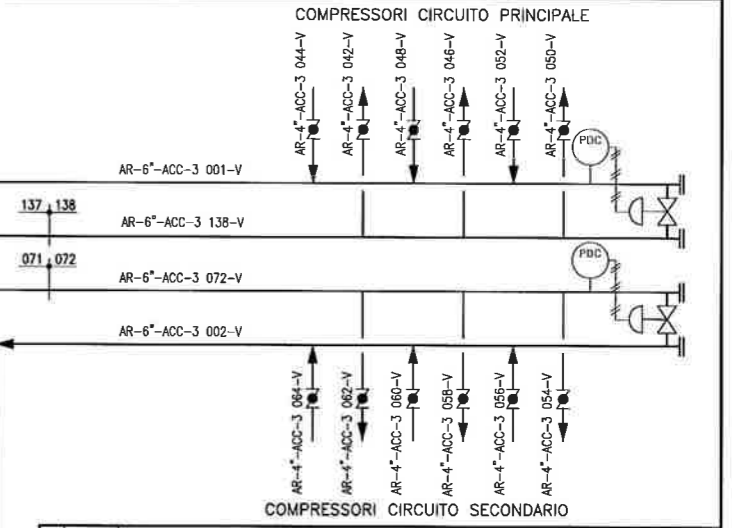 COMPRESSORI CIRCUITO PRINCIPALE
AR-4"-ACC-3 044-V
AR-4"-ACC-3 042-V
AR-4"-ACC-3 048-V
AR-4"-ACC-3 046-V
AR-4"-ACC-3 052-V
AR-4"-ACC-3 050-V
PDC
AR-6"-ACC-3 001-V
137 138
AR-6"-ACC-3 138-V
071 072
PDC
AR-6"-ACC-3 072-V
AR-6"-ACC-3 002-V
AR-4"-ACC-3 064-V
AR-4"-ACC-3 062-V
AR-4"-ACC-3 060-V
AR-4"-ACC-3 058-V
AR-4"-ACC-3 056-V
AR-4"-ACC-3 054-V
COMPRESSORI CIRCUITO SECONDARIO